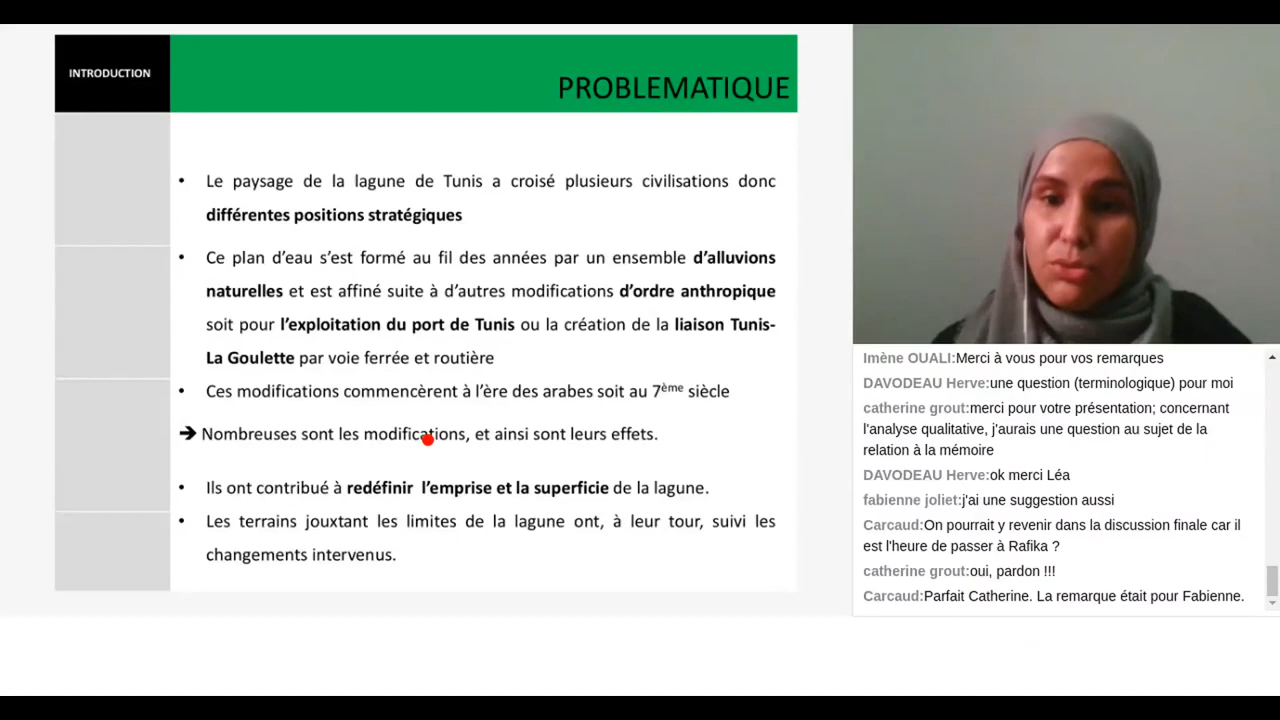 INTRODUCTION
PROBLEMATIQUE
• Le paysage de la lagune de Tunis a croisé plusieurs civilisations donc
différentes positions stratégiques
• Ce plan d’eau s’est formé au fil des années par un ensemble d’alluvions
naturelles et est affiné suite à d’autres modifications d’ordre anthropique
soit pour l’exploitation du port de Tunis ou la création de la liaison Tunis-
La Goulette par voie ferrée et routière
• Ces modifications commencèrent à l’ère des arabes soit au 7ème siècle
➔ Nombreuses sont les modifications, et ainsi sont leurs effets.
• Ils ont contribué à redéfinir l’emprise et la superficie de la lagune.
• Les terrains jouxtant les limites de la lagune ont, à leur tour, suivi les
changements intervenus.
Imène OUALI:Merci à vous pour vos remarques
DAVODEAU Herve:une question (terminologique) pour moi
catherine grout:merci pour votre présentation; concernant
l'analyse qualitative, j'aurais une question au sujet de la
relation à la mémoire
DAVODEAU Herve:ok merci Léa
fabienne joliet:j'ai une suggestion aussi
Carcaud:On pourrait y revenir dans la discussion finale car il
est l'heure de passer à Rafika ?
catherine grout:oui, pardon !!!
Carcaud:Parfait Catherine. La remarque était pour Fabienne.